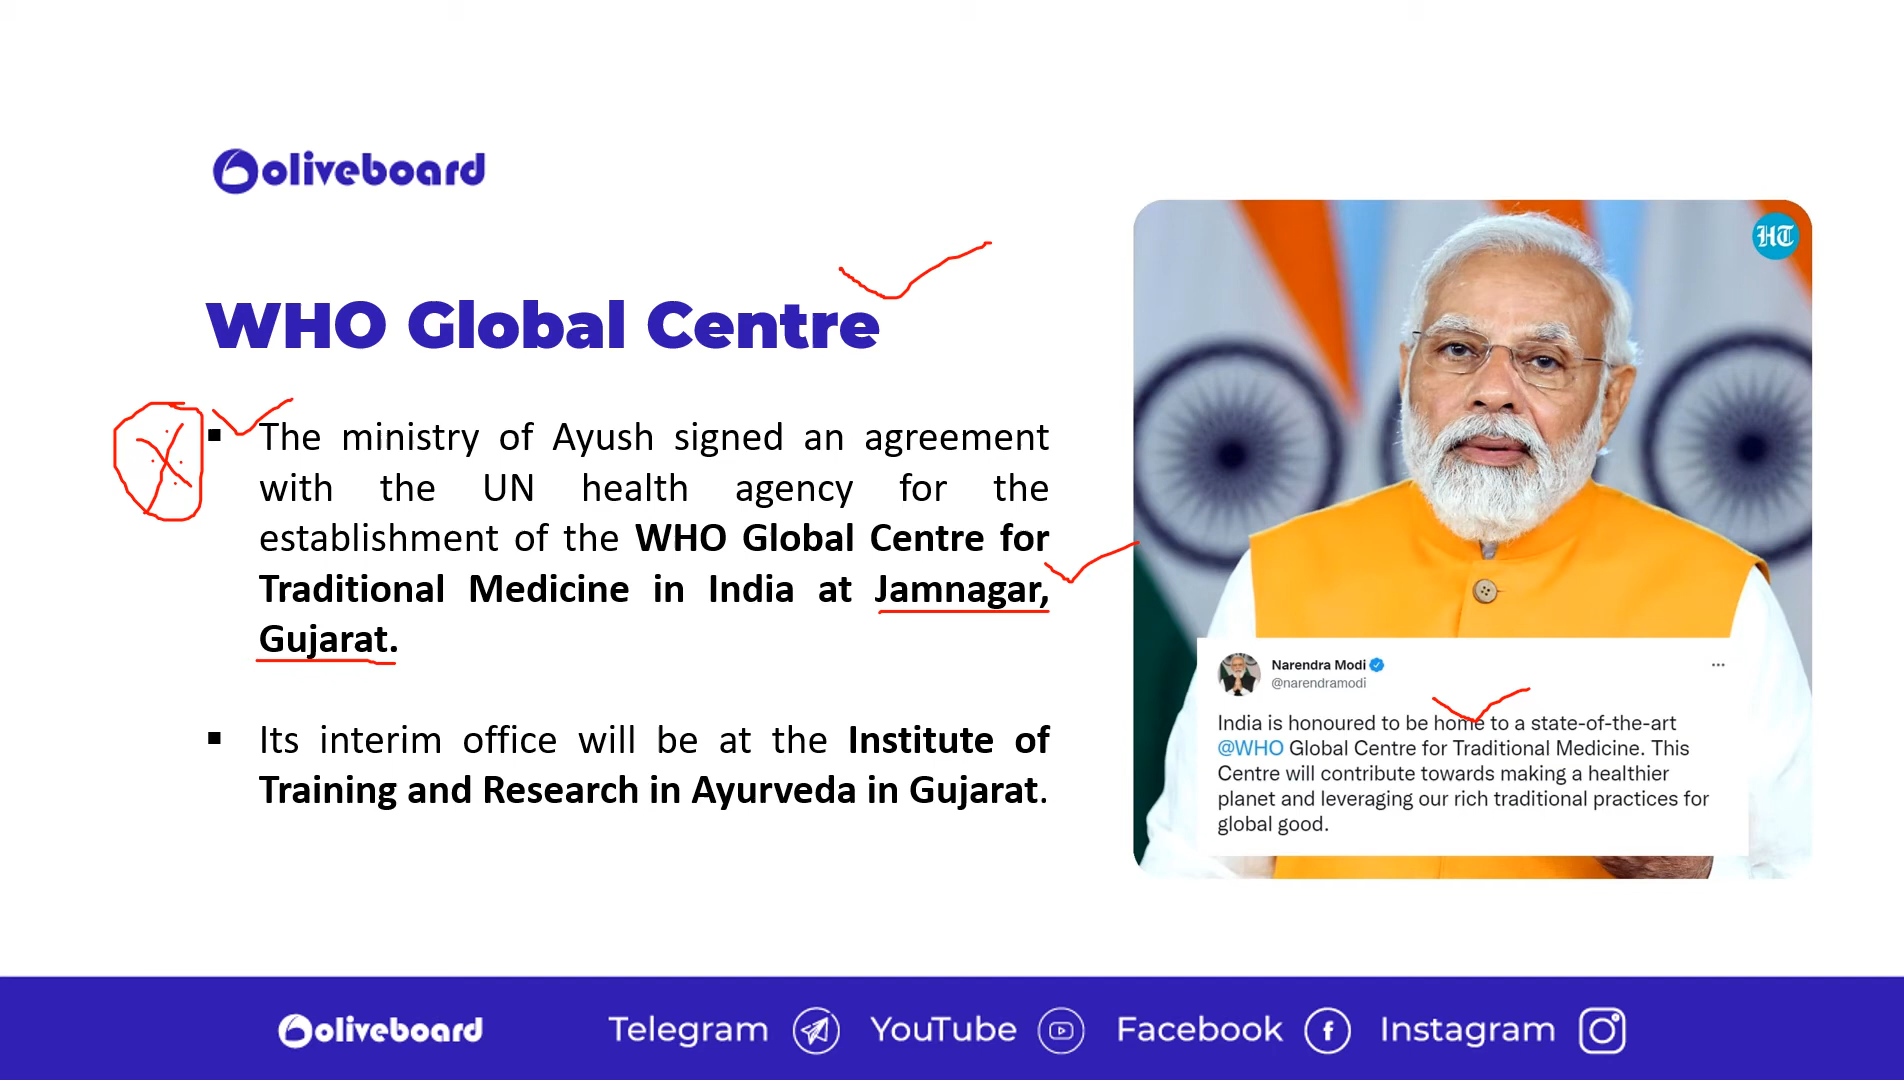 oliveboard
WHO Global Centre
▪ The ministry of Ayush signed an agreement
with the UN health agency for the
establishment of the WHO Global Centre for
Traditional Medicine in India at Jamnagar,
Gujarat.
▪ Its interim office will be at the Institute of
Training and Research in Ayurveda in Gujarat.
HT
Narendra Modi
@narendramodi
India is honoured to be home to a state-of-the-art
@WHO Global Centre for Traditional Medicine. This
Centre will contribute towards making a healthier
planet and leveraging our rich traditional practices for
global good.
oliveboard Telegram YouTube Facebook Instagram